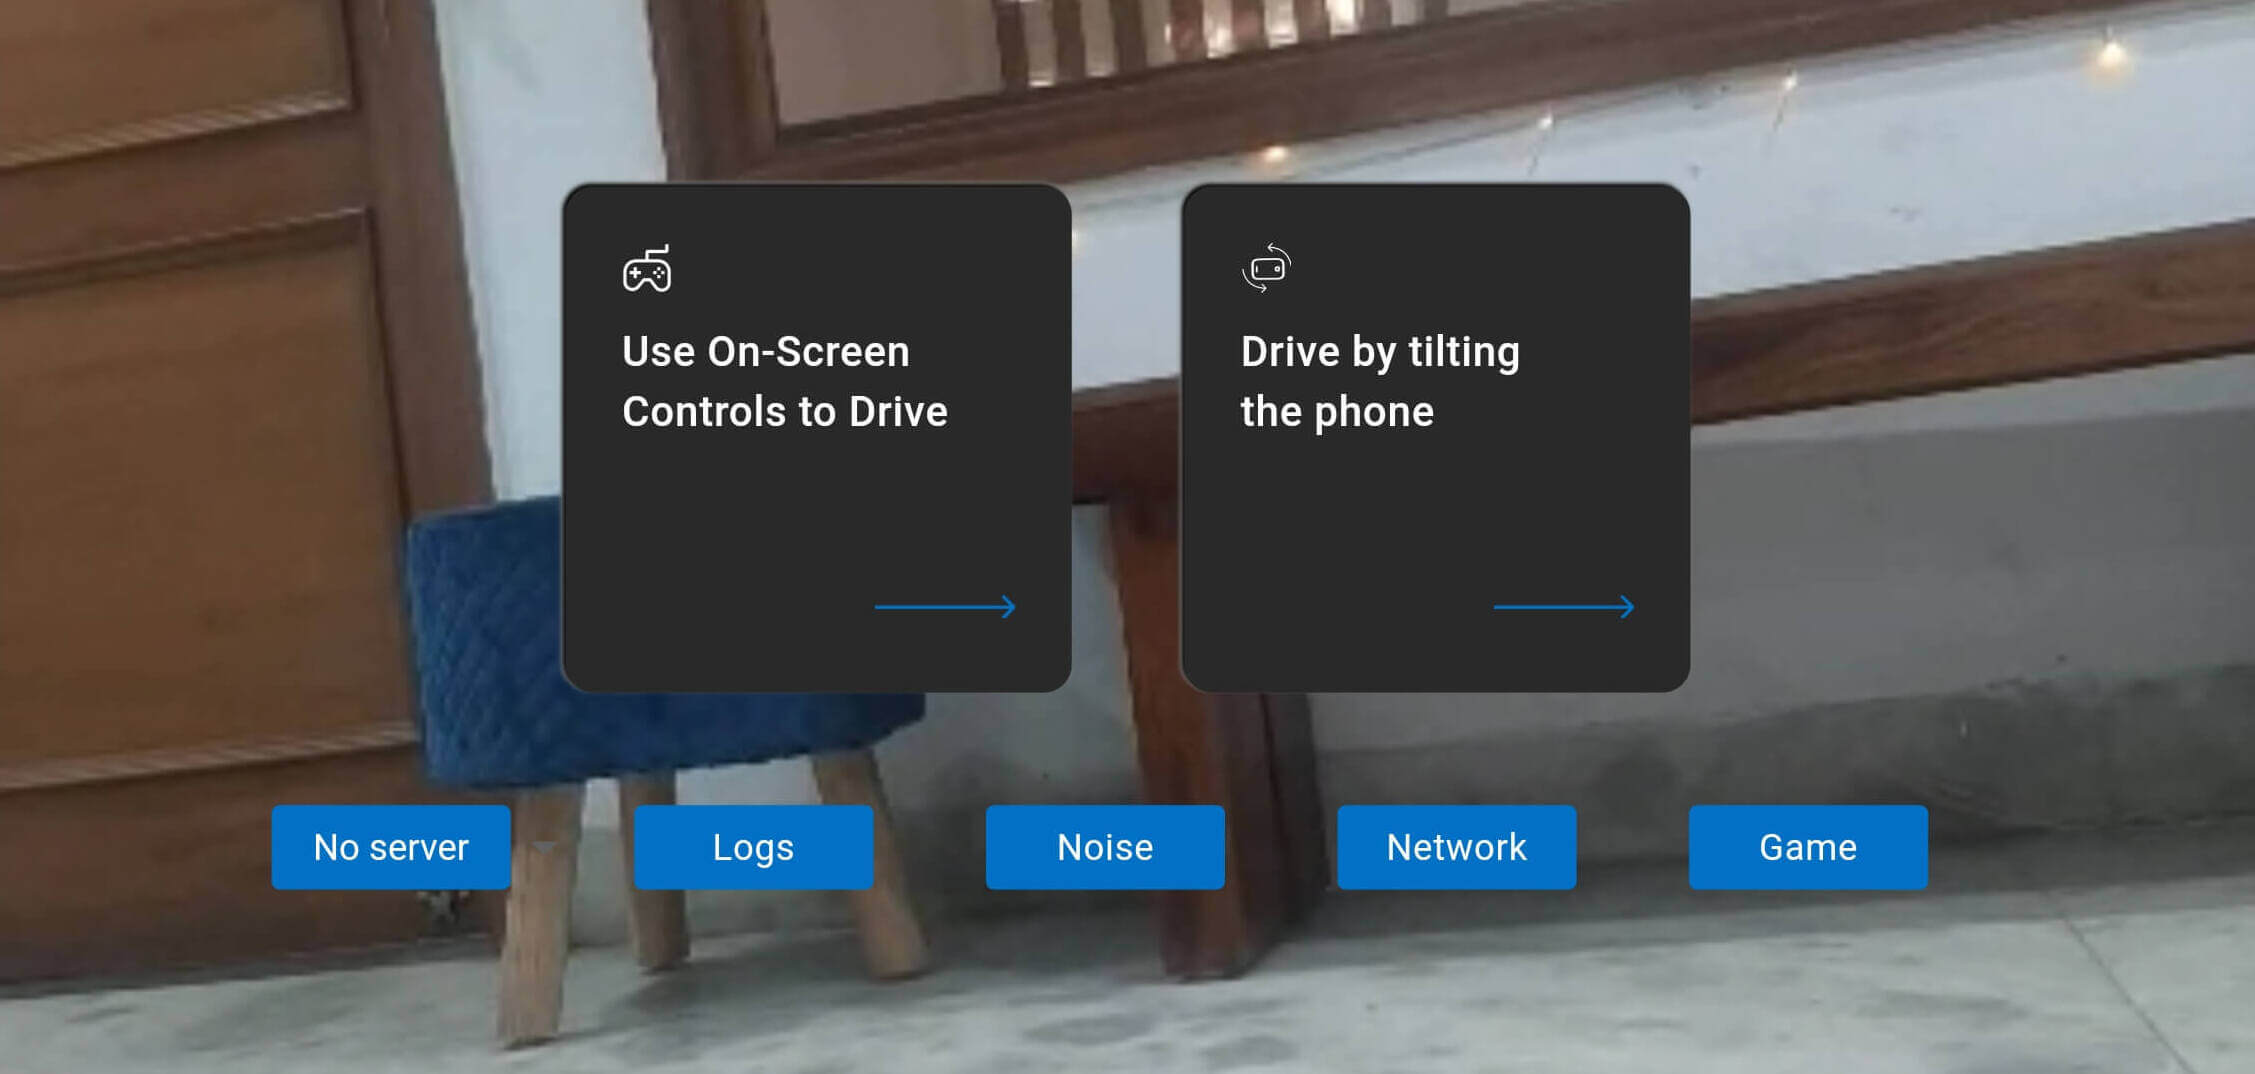 Use On-Screen
Controls to Drive
Drive by tilting
the phone
No server
Logs
Noise
Network
Game